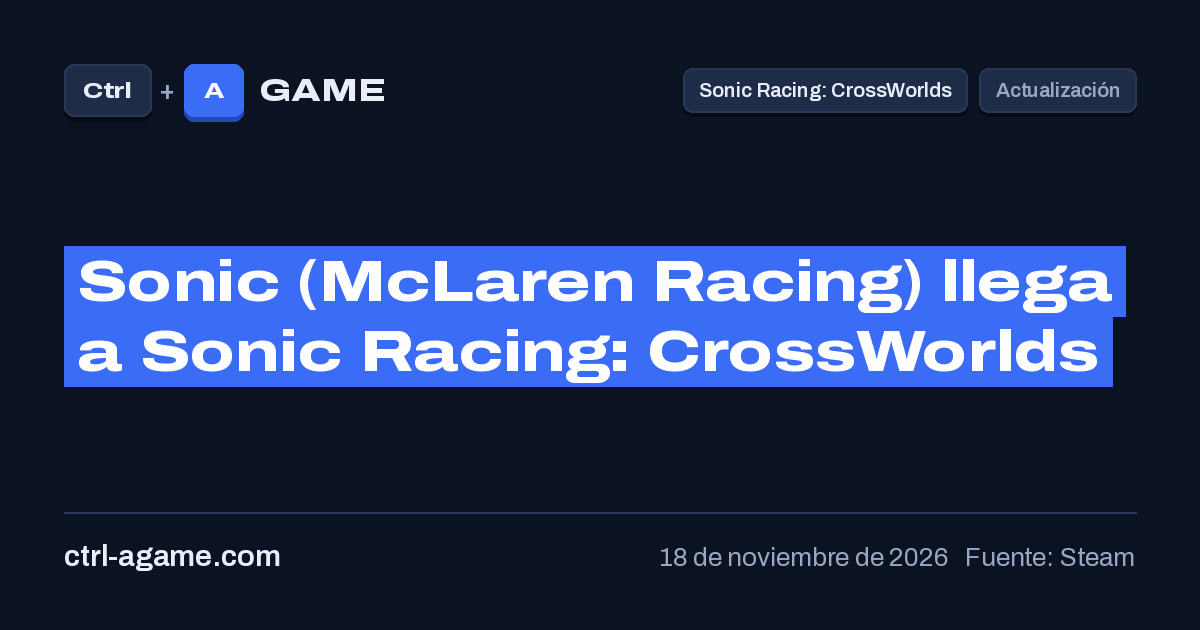 Ctrl + A GAME
Sonic Racing: CrossWorlds
Actualización
Sonic (McLaren Racing) llega
a Sonic Racing: CrossWorlds
ctrl-agame.com
18 de noviembre de 2026 Fuente: Steam